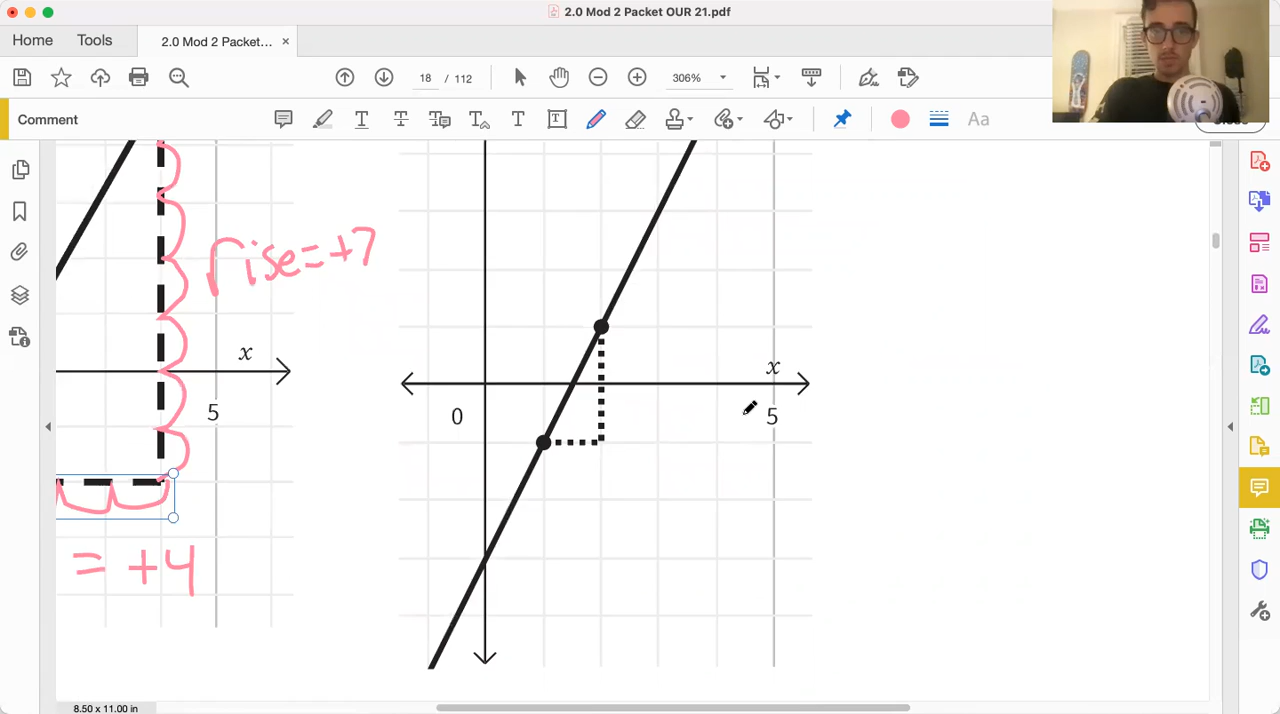 2.0 Mod 2 Packet OUR 21.pdf
Home
Tools
2.0 Mod 2 Packet...
×
18 / 112
306%
Comment
T
T
T
T
T
T
Aa
rise=+7
x
5
= +4
x
0
5
8.50 x 11.00 in